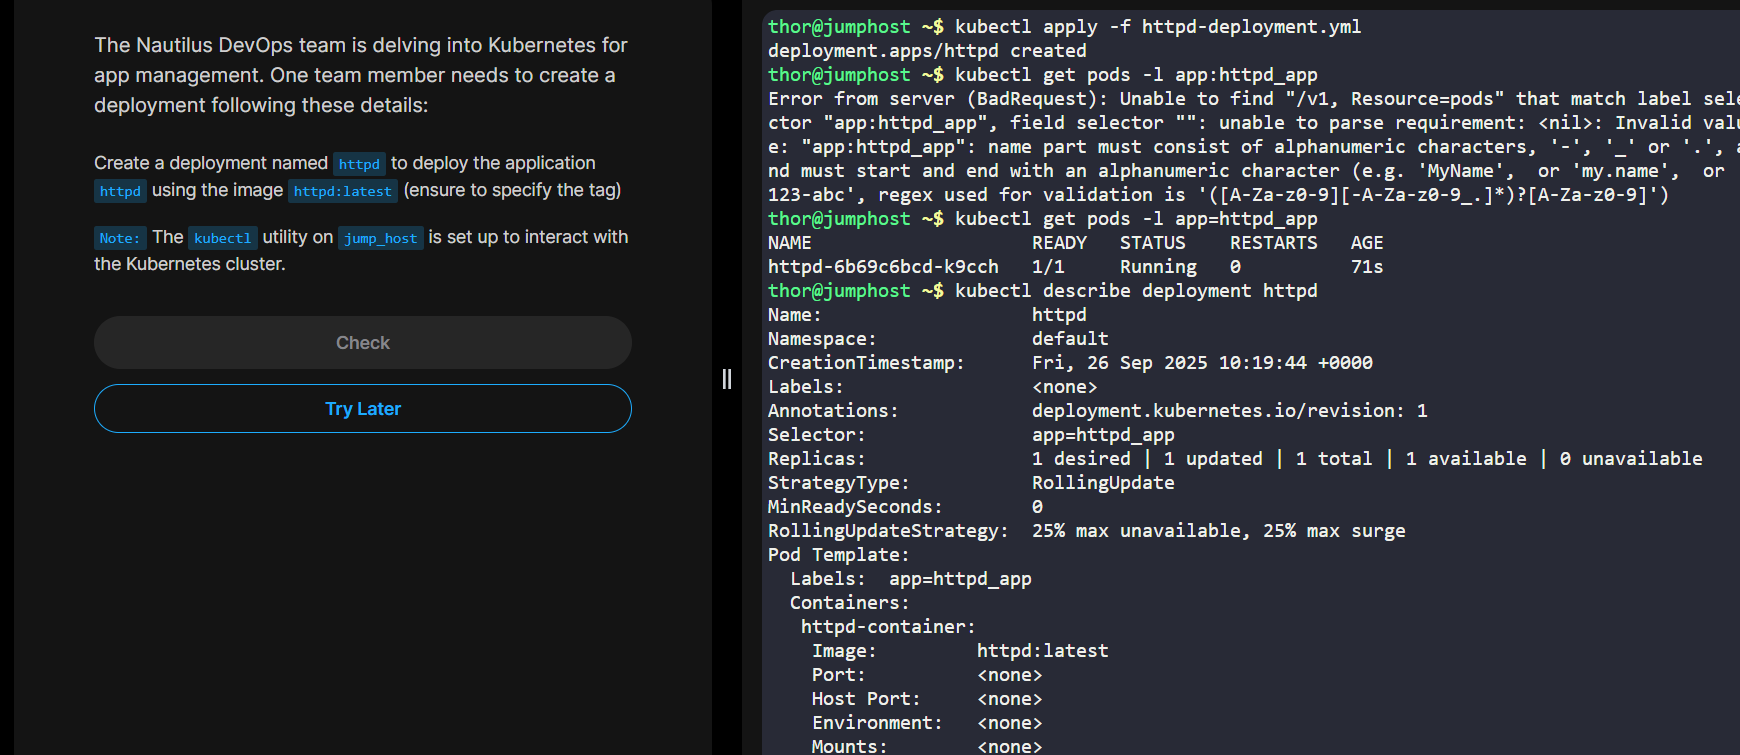 The Nautilus DevOps team is delving into Kubernetes for
app management. One team member needs to create a
deployment following these details:
Create a deployment named httpd to deploy the application
httpd using the image httpd:latest (ensure to specify the tag)
Note: The kubectl utility on jump_host is set up to interact with
the Kubernetes cluster.
Check
Try Later
thor@jumphost ~$ kubectl apply -f httpd-deployment.yml
deployment.apps/httpd created
thor@jumphost ~$ kubectl get pods -l app:httpd_app
Error from server (BadRequest): Unable to find "/v1, Resource=pods" that match label sele
ctor "app:httpd_app", field selector "": unable to parse requirement: <nil>: Invalid valu
e: "app:httpd_app": name part must consist of alphanumeric characters, '-', '_' or '.', a
nd must start and end with an alphanumeric character (e.g. 'MyName',  or 'my.name',  or
123-abc', regex used for validation is '([A-Za-z0-9][-A-Za-z0-9_.]*)?[A-Za-z0-9]')
thor@jumphost ~$ kubectl get pods -l app=httpd_app
NAME                    READY   STATUS    RESTARTS   AGE
httpd-6b69c6bcd-k9cch   1/1     Running   0          71s
thor@jumphost ~$ kubectl describe deployment httpd
Name:                   httpd
Namespace:              default
CreationTimestamp:      Fri, 26 Sep 2025 10:19:44 +0000
Labels:                 <none>
Annotations:            deployment.kubernetes.io/revision: 1
Selector:               app=httpd_app
Replicas:               1 desired | 1 updated | 1 total | 1 available | 0 unavailable
StrategyType:           RollingUpdate
MinReadySeconds:        0
RollingUpdateStrategy:  25% max unavailable, 25% max surge
Pod Template:
  Labels:  app=httpd_app
  Containers:
   httpd-container:
    Image:         httpd:latest
    Port:          <none>
    Host Port:     <none>
    Environment:   <none>
    Mounts:        <none>